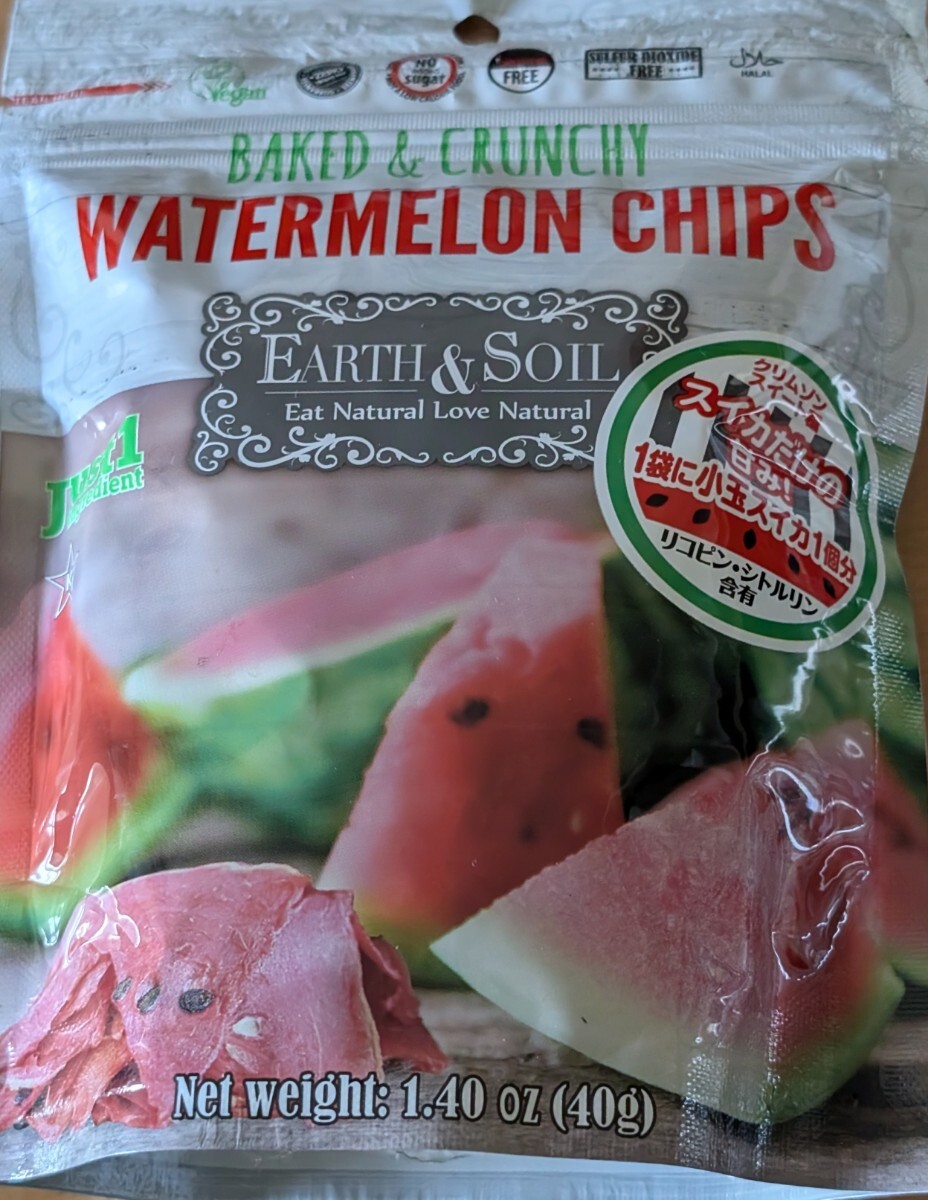 Vegan
NO
sugar
FREE
SULFUR DIOXIDE
FREE
حلال
HALAL
BAKED & CRUNCHY
WATERMELON CHIPS
EARTH & SOIL
Eat Natural Love Natural
Just 1
Ingredient
クリムソン
スイート
スイカだけの
甘み!
1袋に小玉スイカ1個分
リコピン・シトルリン
含有
Net weight: 1.40 oz (40g)